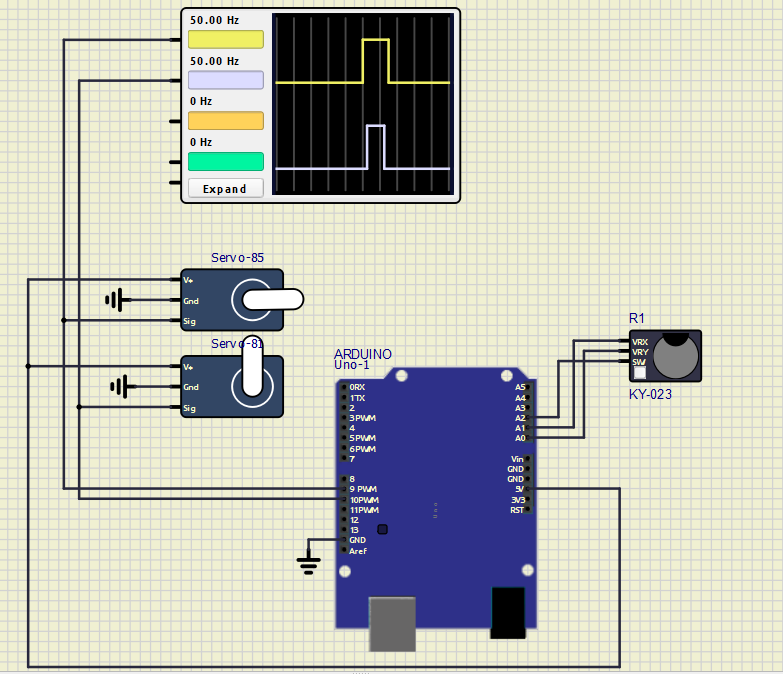 50.00 Hz
50.00 Hz
0 Hz
0 Hz
Expand
Servo-85
V+
Gnd
Sig
Servo-81
V+
Gnd
Sig
ARDUINO
Uno-1
0RX
1TX
2
3PWM
4
5PWM
6PWM
7
8
9 PWM
10PWM
11PWM
12
13
GND
Aref
A5
A4
A3
A2
A1
A0
Vin
GND
GND
5V
3V3
RST
R1
VRX
VRY
SW
KY-023